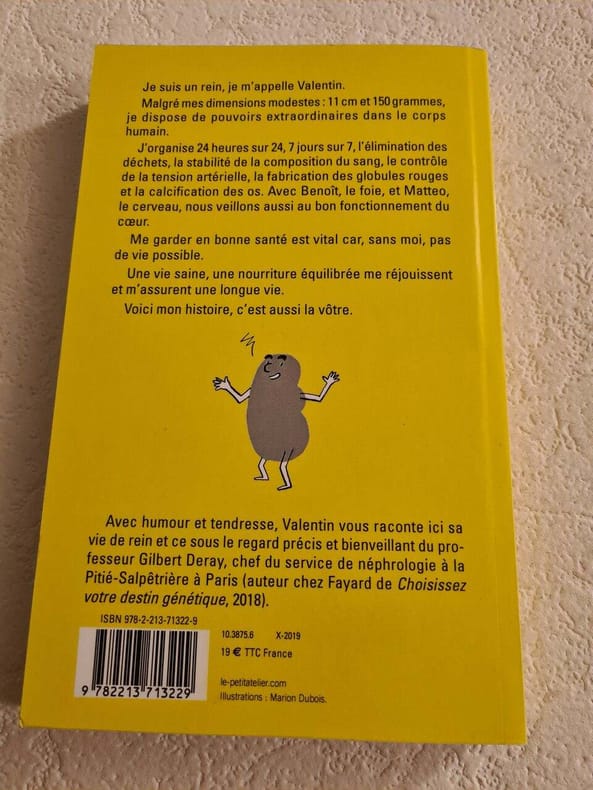 Je suis un rein, je m'appelle Valentin.
Malgré mes dimensions modestes : 11 cm et 150 grammes,
je dispose de pouvoirs extraordinaires dans le corps
humain.
J'organise 24 heures sur 24, 7 jours sur 7, l'élimination des
déchets, la stabilité de la composition du sang, le contrôle
de la tension artérielle, la fabrication des globules rouges
et la calcification des os. Avec Benoît, le foie, et Matteo,
le cerveau, nous veillons aussi au bon fonctionnement du
cœur.
Me garder en bonne santé est vital car, sans moi, pas
de vie possible.
Une vie saine, une nourriture équilibrée me réjouissent
et m'assurent une longue vie.
Voici mon histoire, c'est aussi la vôtre.
Avec humour et tendresse, Valentin vous raconte ici sa
vie de rein et ce sous le regard précis et bienveillant du pro-
fesseur Gilbert Deray, chef du service de néphrologie à la
Pitié-Salpêtrière à Paris (auteur chez Fayard de Choisissez
votre destin génétique, 2018).
ISBN 978-2-213-71322-9
10.3875.6 X-2019
19 € TTC France
9 782213 713229
le-petitatelier.com
Illustrations : Marion Dubois.